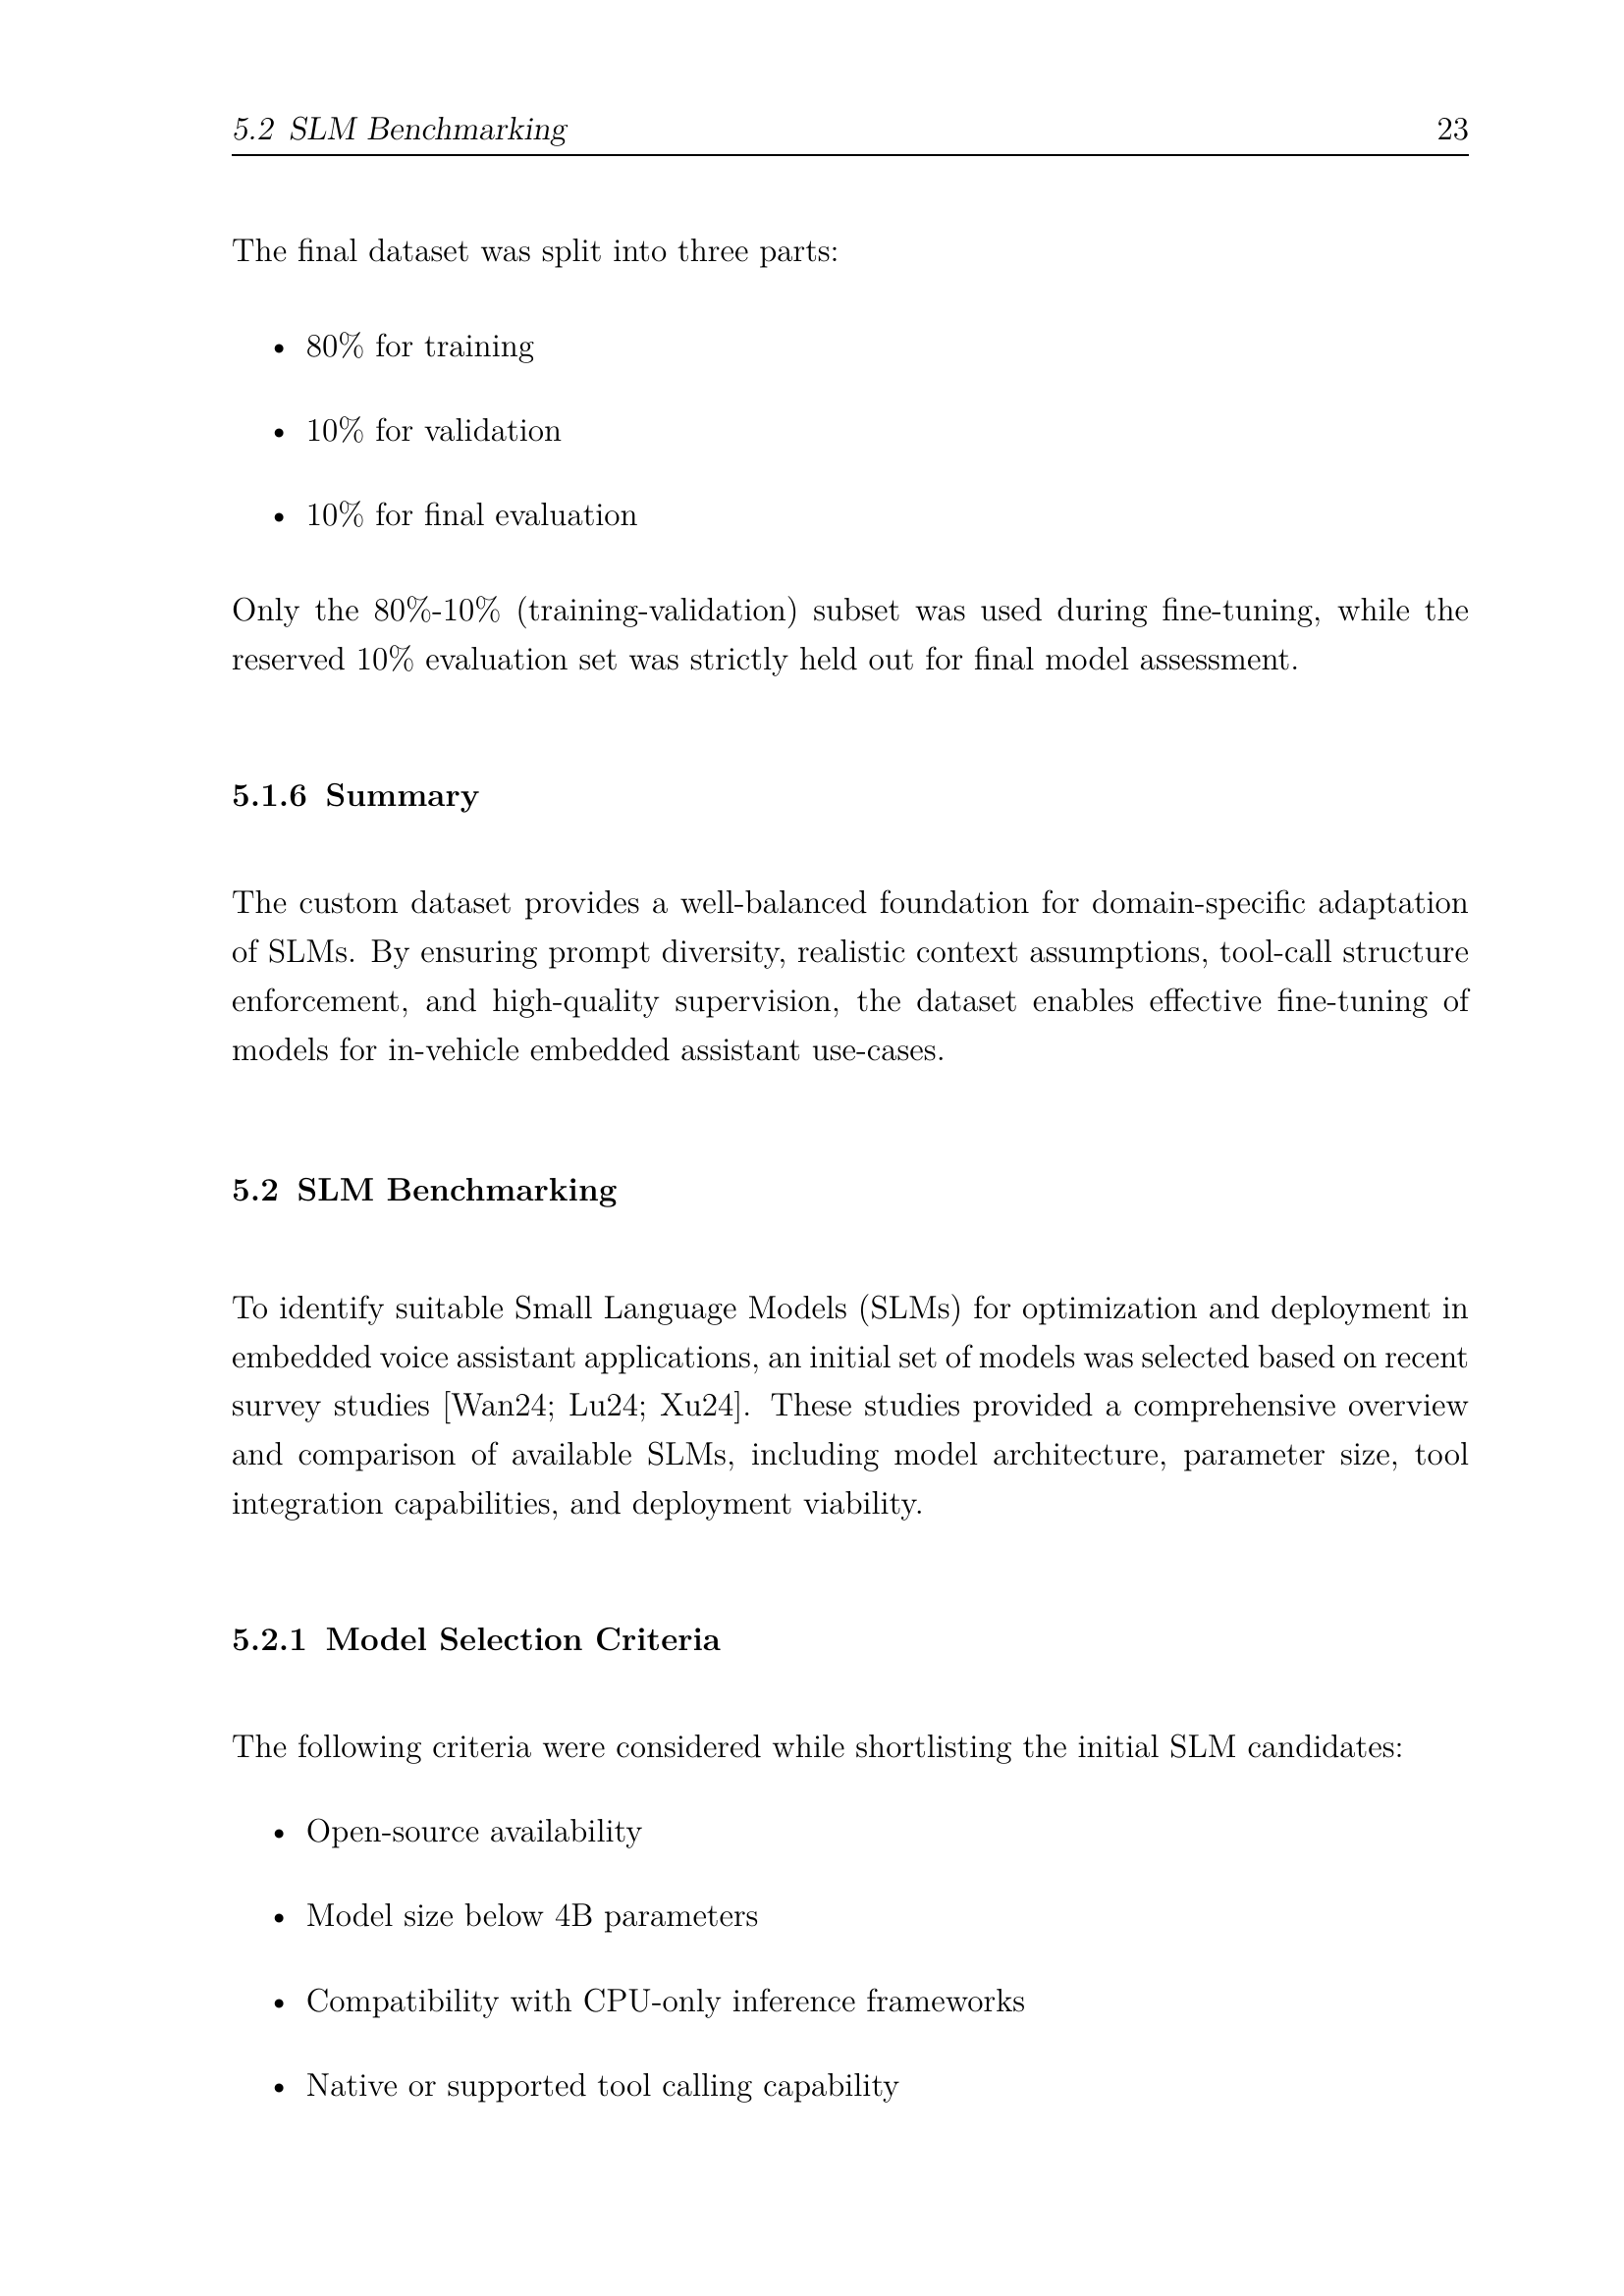 5.2 SLM Benchmarking 23
The final dataset was split into three parts:
• 80% for training
• 10% for validation
• 10% for final evaluation
Only the 80%-10% (training-validation) subset was used during fine-tuning, while the
reserved 10% evaluation set was strictly held out for final model assessment.
5.1.6 Summary
The custom dataset provides a well-balanced foundation for domain-specific adaptation
of SLMs. By ensuring prompt diversity, realistic context assumptions, tool-call structure
enforcement, and high-quality supervision, the dataset enables effective fine-tuning of
models for in-vehicle embedded assistant use-cases.
5.2 SLM Benchmarking
To identify suitable Small Language Models (SLMs) for optimization and deployment in
embedded voice assistant applications, an initial set of models was selected based on recent
survey studies [Wan24; Lu24; Xu24]. These studies provided a comprehensive overview
and comparison of available SLMs, including model architecture, parameter size, tool
integration capabilities, and deployment viability.
5.2.1 Model Selection Criteria
The following criteria were considered while shortlisting the initial SLM candidates:
• Open-source availability
• Model size below 4B parameters
• Compatibility with CPU-only inference frameworks
• Native or supported tool calling capability